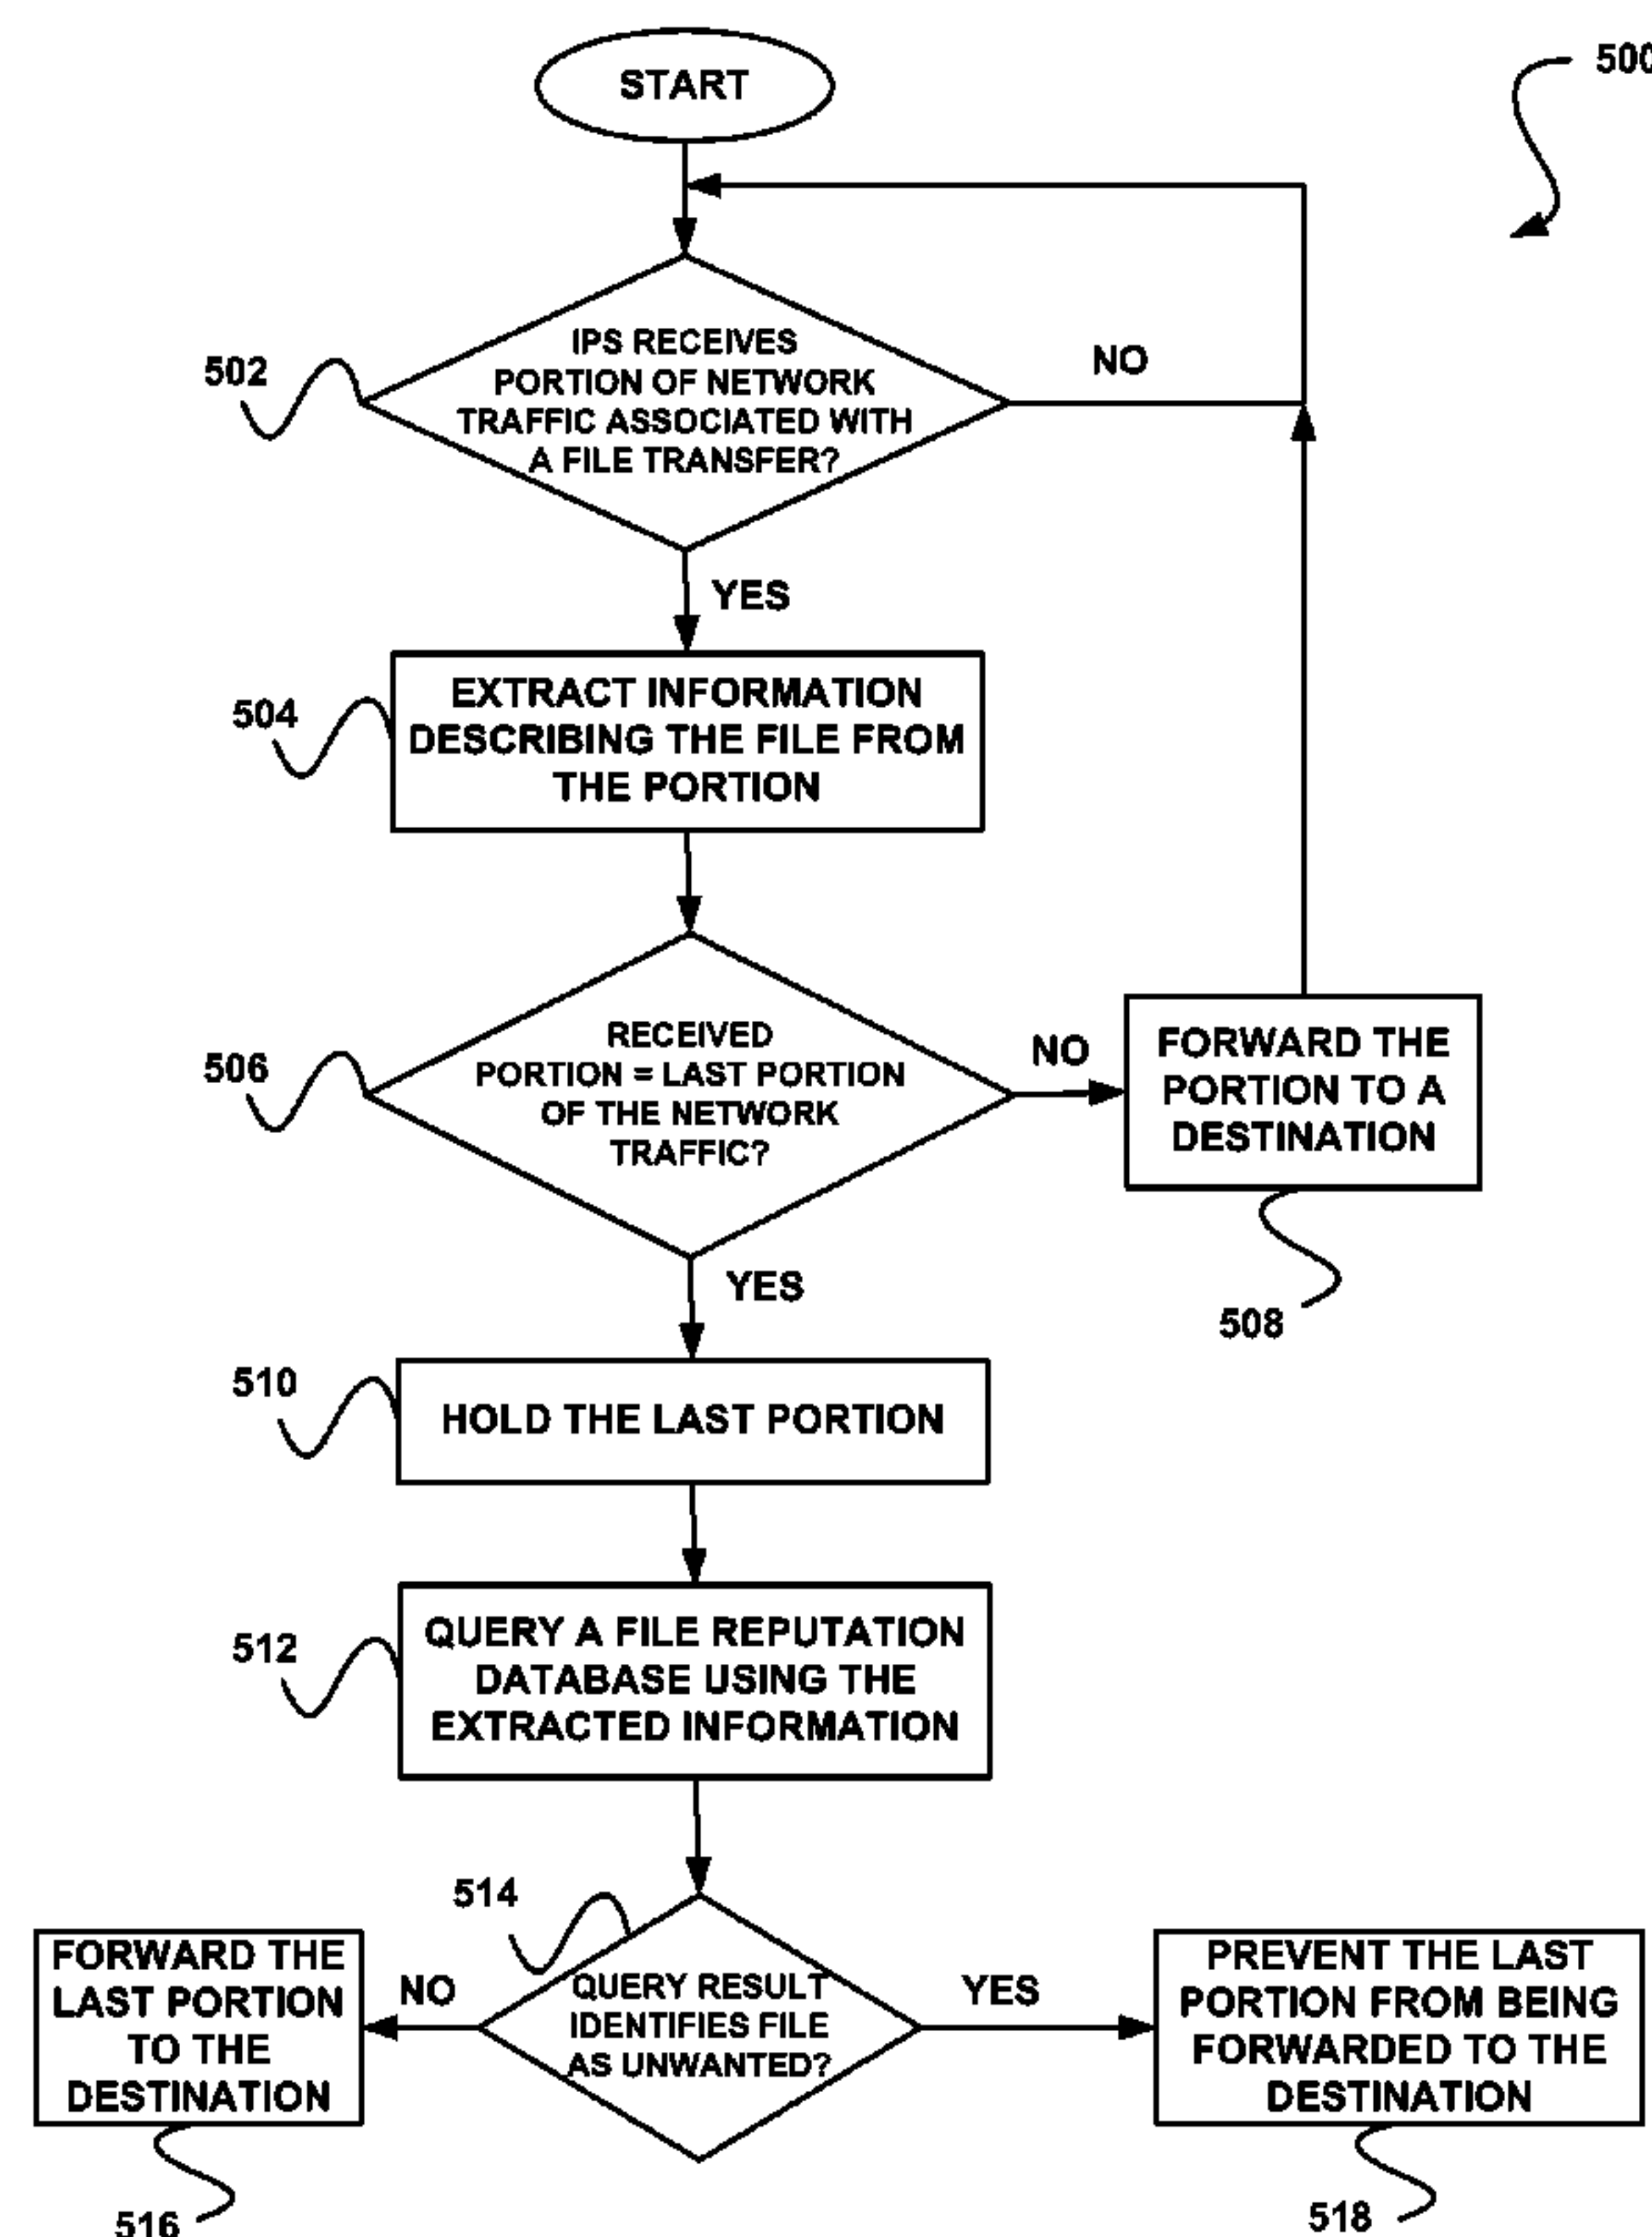 START
500
IPS RECEIVES
PORTION OF NETWORK
TRAFFIC ASSOCIATED WITH
A FILE TRANSFER?
502
NO
YES
EXTRACT INFORMATION
DESCRIBING THE FILE FROM
THE PORTION
504
RECEIVED
PORTION = LAST PORTION
OF THE NETWORK
TRAFFIC?
506
NO
FORWARD THE
PORTION TO A
DESTINATION
508
YES
510
HOLD THE LAST PORTION
512
QUERY A FILE REPUTATION
DATABASE USING THE
EXTRACTED INFORMATION
514
QUERY RESULT
IDENTIFIES FILE
AS UNWANTED?
NO
FORWARD THE
LAST PORTION
TO THE
DESTINATION
516
YES
PREVENT THE LAST
PORTION FROM BEING
FORWARDED TO THE
DESTINATION
518